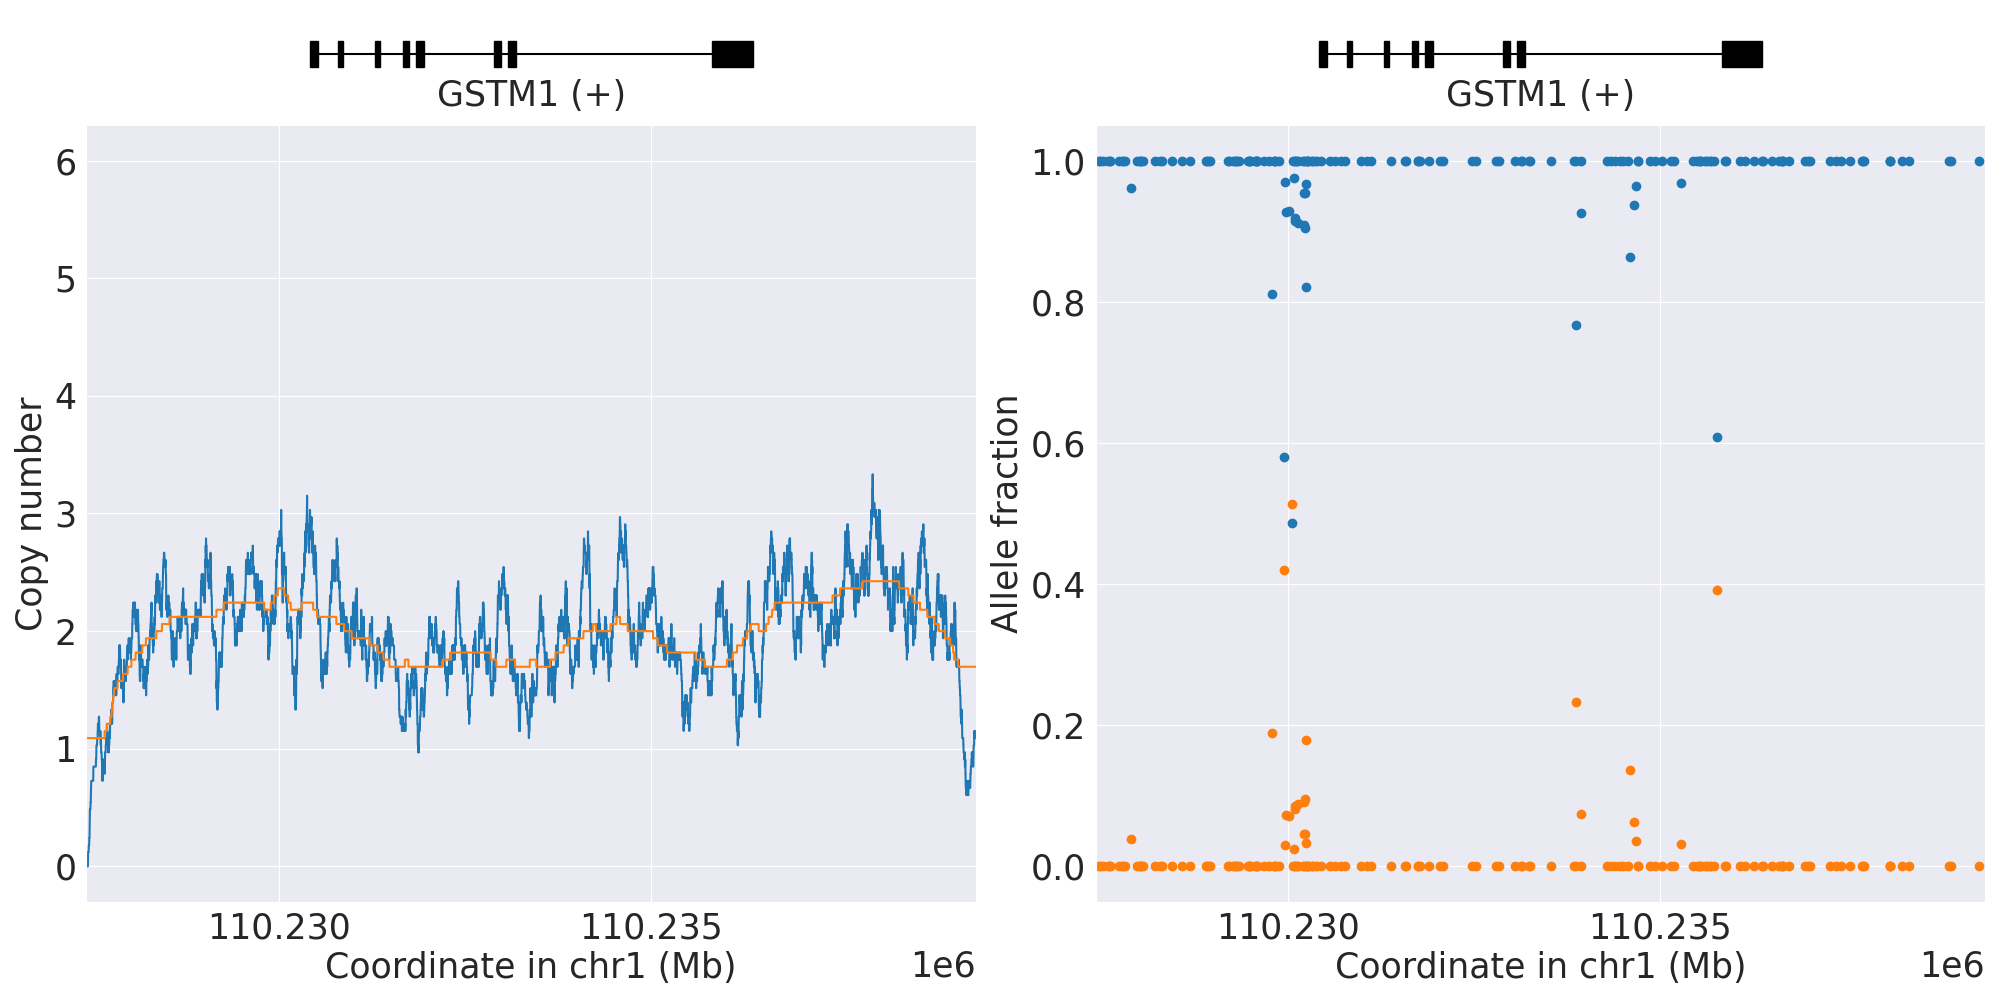 GSTM1 (+)
6
5
4
3
2
1
0
Copy number
110.230
110.235
Coordinate in chr1 (Mb)
1e6
GSTM1 (+)
1.0
0.8
0.6
0.4
0.2
0.0
Allele fraction
110.230
110.235
Coordinate in chr1 (Mb)
1e6